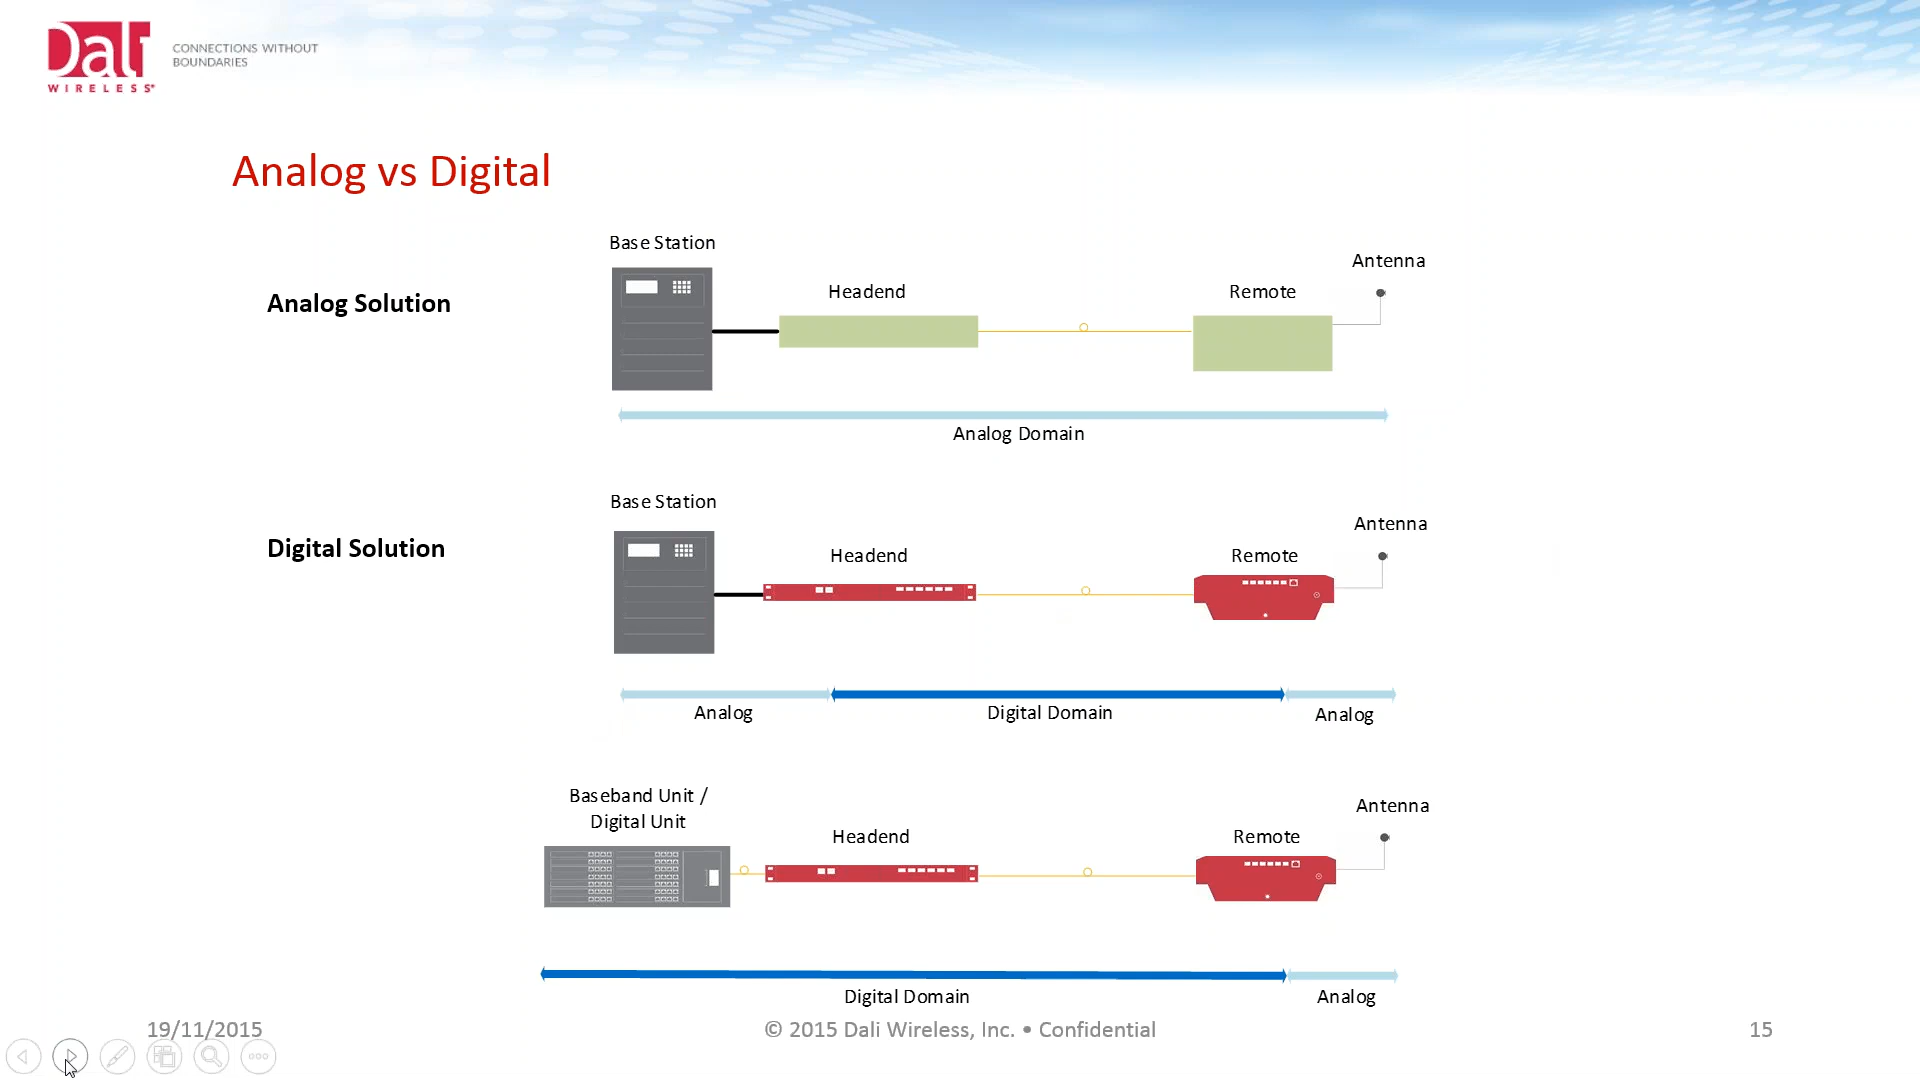 Dali
WIRELESS
CONNECTIONS WITHOUT
BOUNDARIES
Analog vs Digital
Base Station
Antenna
Headend
Remote
Analog Solution
Analog Domain
Base Station
Antenna
Digital Solution
Headend
Remote
Analog
Digital Domain
Analog
Baseband Unit /
Digital Unit
Antenna
Headend
Remote
Digital Domain
Analog
19/11/2015
© 2015 Dali Wireless, Inc. • Confidential
15